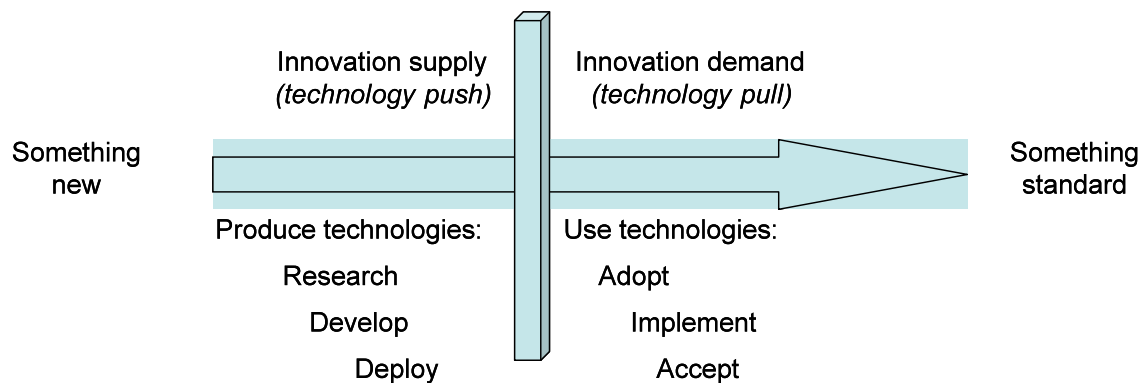 Innovation supply
(technology push)
Innovation demand
(technology pull)
Something
new
Something
standard
Produce technologies:
Research
Develop
Deploy
Use technologies:
Adopt
Implement
Accept